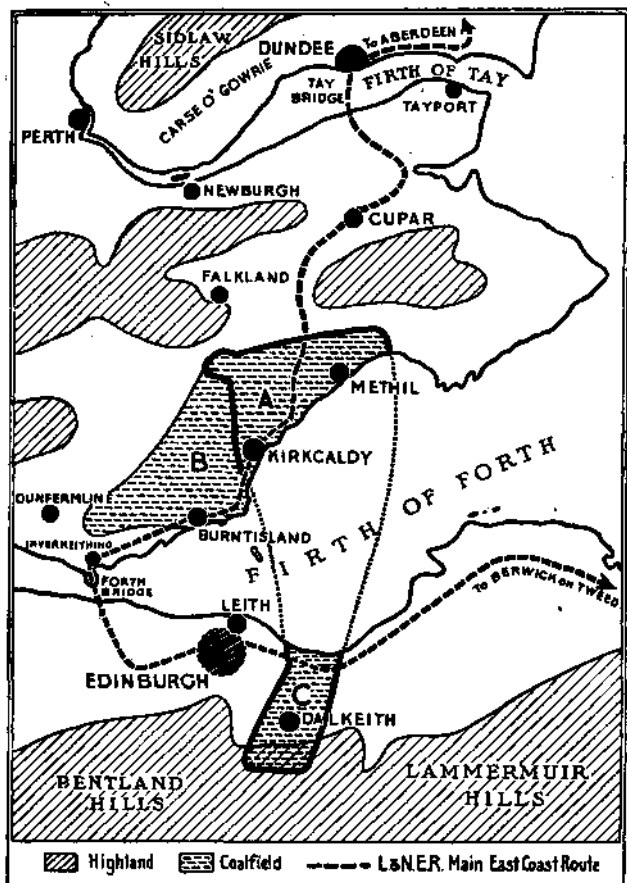 SIDLAW
HILLS
DUNDEE
To ABERDEEN
FIRTH OF TAY
TAY
BRIDGE
CARSE O' GOWRIE
TAYPORT
PERTH
NEWBURGH
CUPAR
FALKLAND
A
METHIL
B
KIRKCALDY
DUNFERMLINE
BURNTISLAND
INVERKEITHING
FIRTH OF FORTH
FORTH
BRIDGE
LEITH
To BERWICK ON TWEED
EDINBURGH
C
DALKEITH
BENTLAND
HILLS
LAMMERMUIR
HILLS
Highland
Coalfield
L&N.E.R. Main East Coast Route